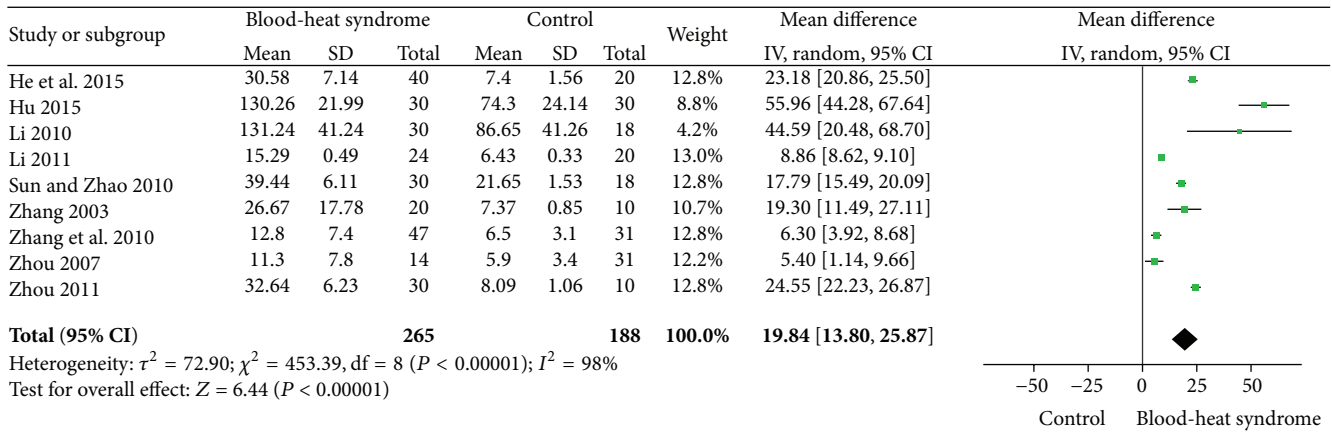 Study or subgroup Blood-heat syndrome Control Weight Mean difference Mean difference
Mean SD Total Mean SD Total IV, random, 95% CI IV, random, 95% CI
He et al. 2015 30.58 7.14 40 7.4 1.56 20 12.8% 23.18 [20.86, 25.50]
Hu 2015 130.26 21.99 30 74.3 24.14 30 8.8% 55.96 [44.28, 67.64]
Li 2010 131.24 41.24 30 86.65 41.26 18 4.2% 44.59 [20.48, 68.70]
Li 2011 15.29 0.49 24 6.43 0.33 20 13.0% 8.86 [8.62, 9.10]
Sun and Zhao 2010 39.44 6.11 30 21.65 1.53 18 12.8% 17.79 [15.49, 20.09]
Zhang 2003 26.67 17.78 20 7.37 0.85 10 10.7% 19.30 [11.49, 27.11]
Zhang et al. 2010 12.8 7.4 47 6.5 3.1 31 12.8% 6.30 [3.92, 8.68]
Zhou 2007 11.3 7.8 14 5.9 3.4 31 12.2% 5.40 [1.14, 9.66]
Zhou 2011 32.64 6.23 30 8.09 1.06 10 12.8% 24.55 [22.23, 26.87]
Total (95% CI) 265 188 100.0% 19.84 [13.80, 25.87]
Heterogeneity: τ² = 72.90; χ² = 453.39, df = 8 (P < 0.00001); I² = 98%
Test for overall effect: Z = 6.44 (P < 0.00001)
−50 −25 0 25 50
Control Blood-heat syndrome